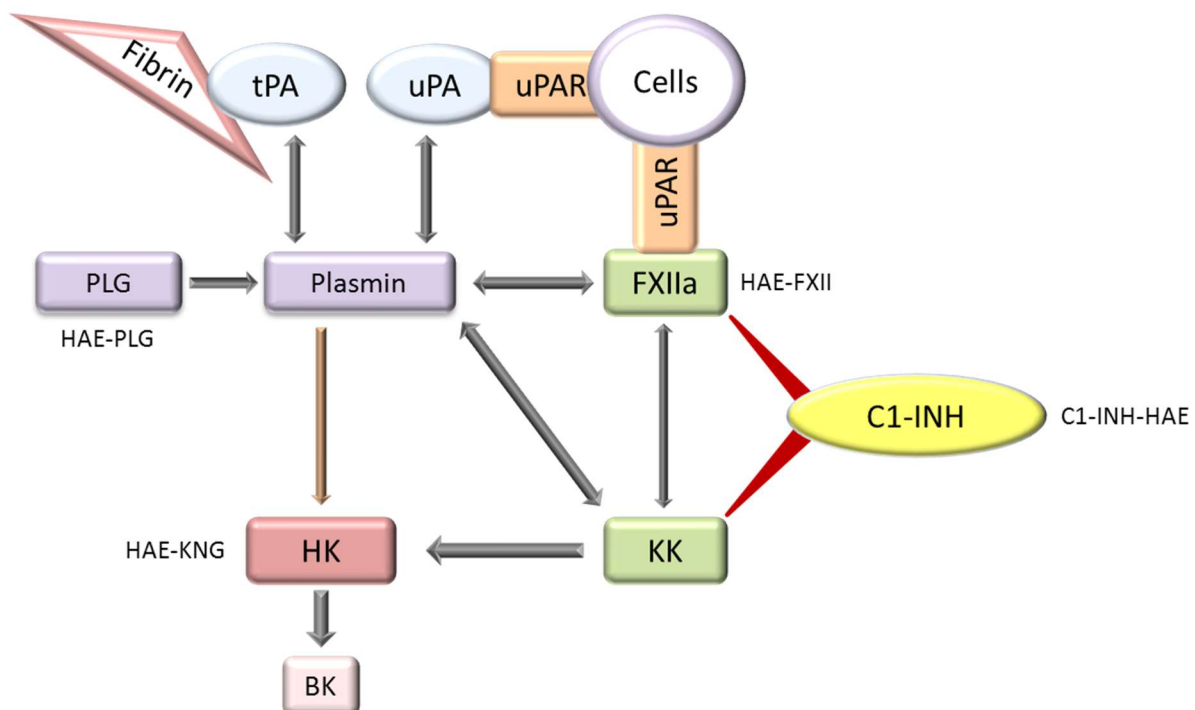 Fibrin
tPA
uPA
uPAR
Cells
uPAR
PLG
Plasmin
FXIIa
HAE-FXII
HAE-PLG
C1-INH
C1-INH-HAE
HAE-KNG
HK
KK
BK